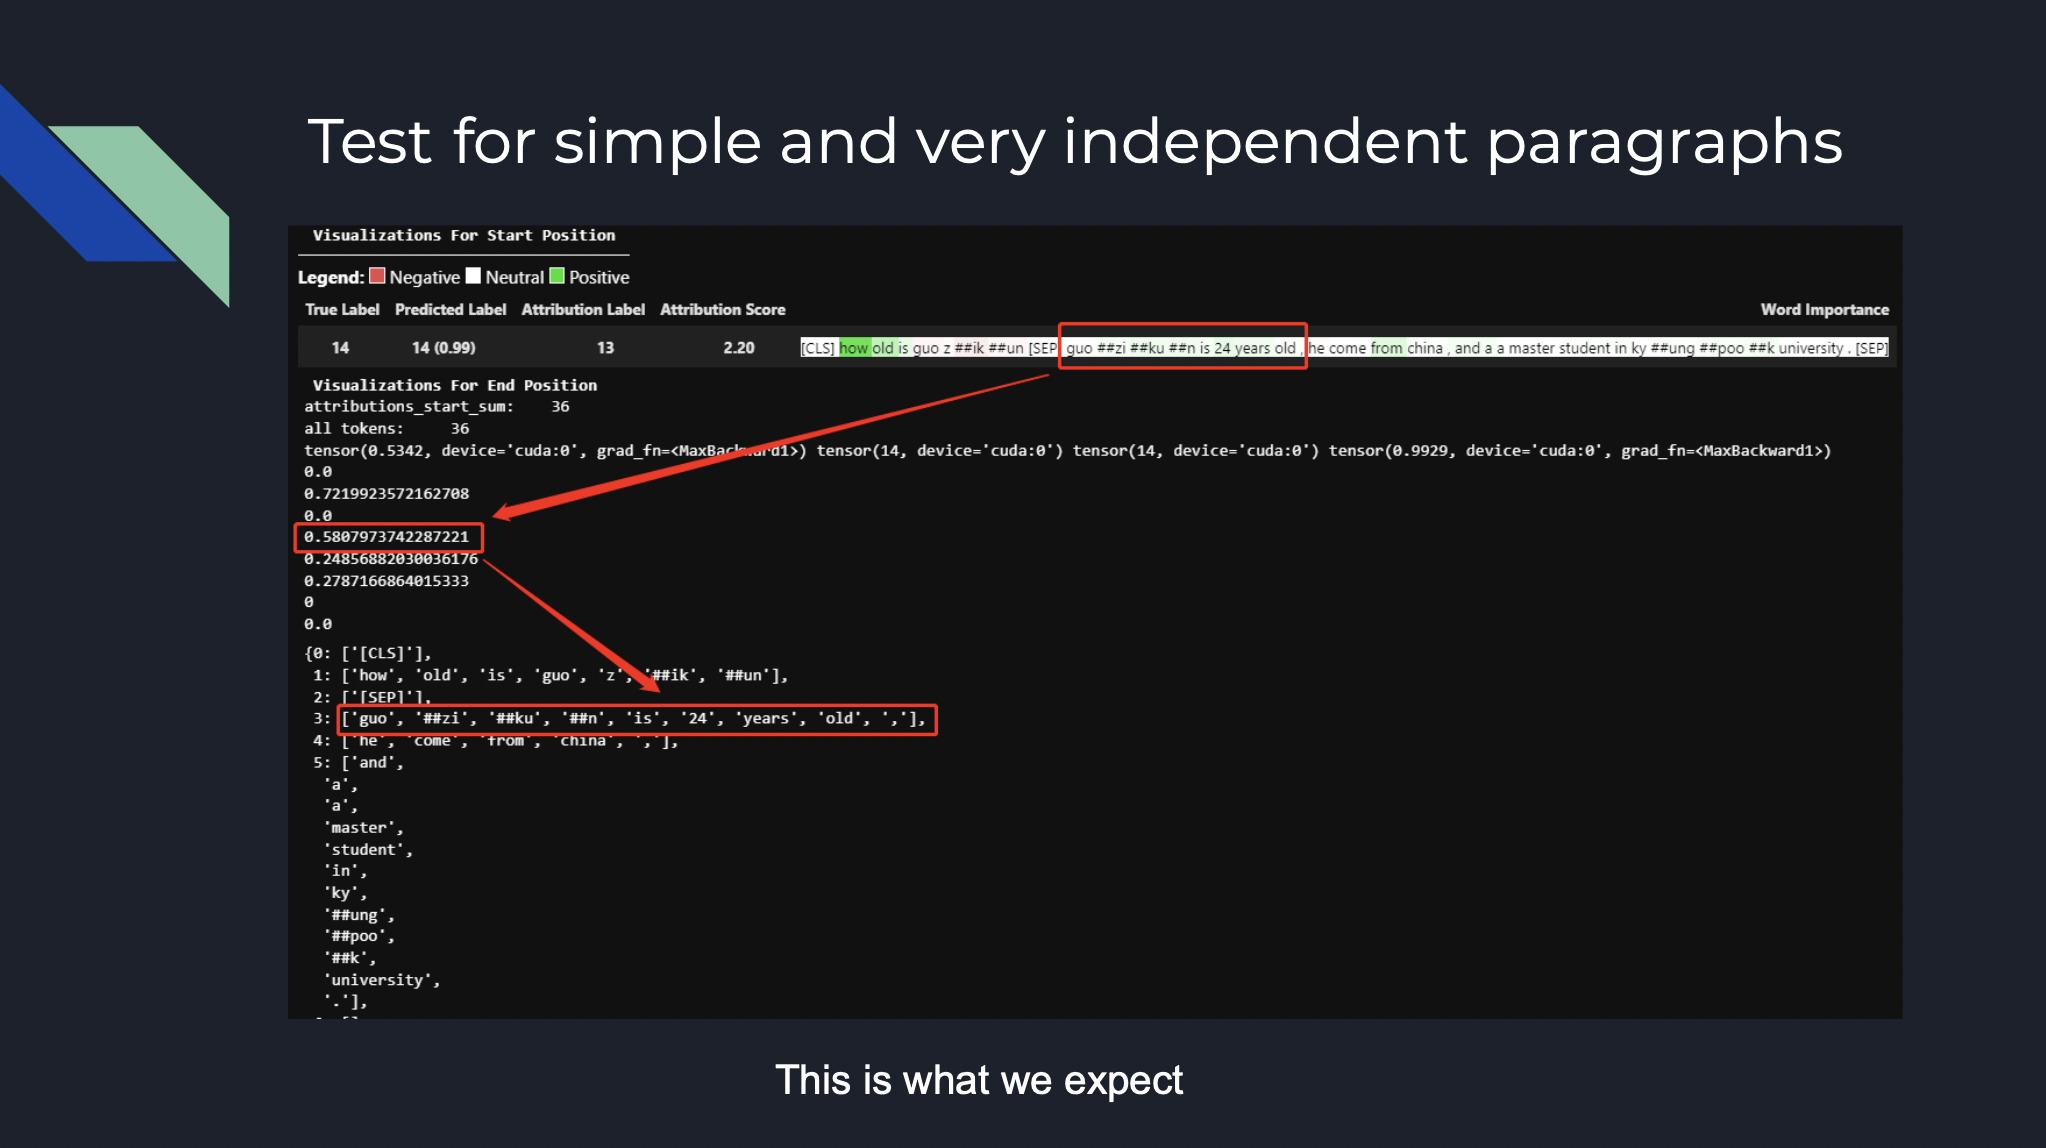 Test for simple and very independent paragraphs
Visualizations For Start Position
Legend: Negative Neutral Positive
True Label Predicted Label Attribution Label Attribution Score Word Importance
14 14 (0.99) 13 2.20 [CLS] how old is guo z ##ik ##un [SEP guo ##zi ##ku ##n is 24 years old , he come from china , and a a master student in ky ##ung ##poo ##k university . [SEP]
Visualizations For End Position
attributions_start_sum: 36
all tokens: 36
tensor(0.5342, device='cuda:0', grad_fn=<MaxBackward1>) tensor(14, device='cuda:0') tensor(14, device='cuda:0') tensor(0.9929, device='cuda:0', grad_fn=<MaxBackward1>)
0.0
0.7219923572162708
0.0
0.5807973742287221
0.24856882030036176
0.2787166864015333
0
0.0
{0: ['[CLS]'],
1: ['how', 'old', 'is', 'guo', 'z', '##ik', '##un'],
2: ['[SEP]'],
3: ['guo', '##zi', '##ku', '##n', 'is', '24', 'years', 'old', ','],
4: ['he', 'come', 'from', 'china', ','],
5: ['and',
'a',
'a',
'master',
'student',
'in',
'ky',
'##ung',
'##poo',
'##k',
'university',
'.'],
This is what we expect